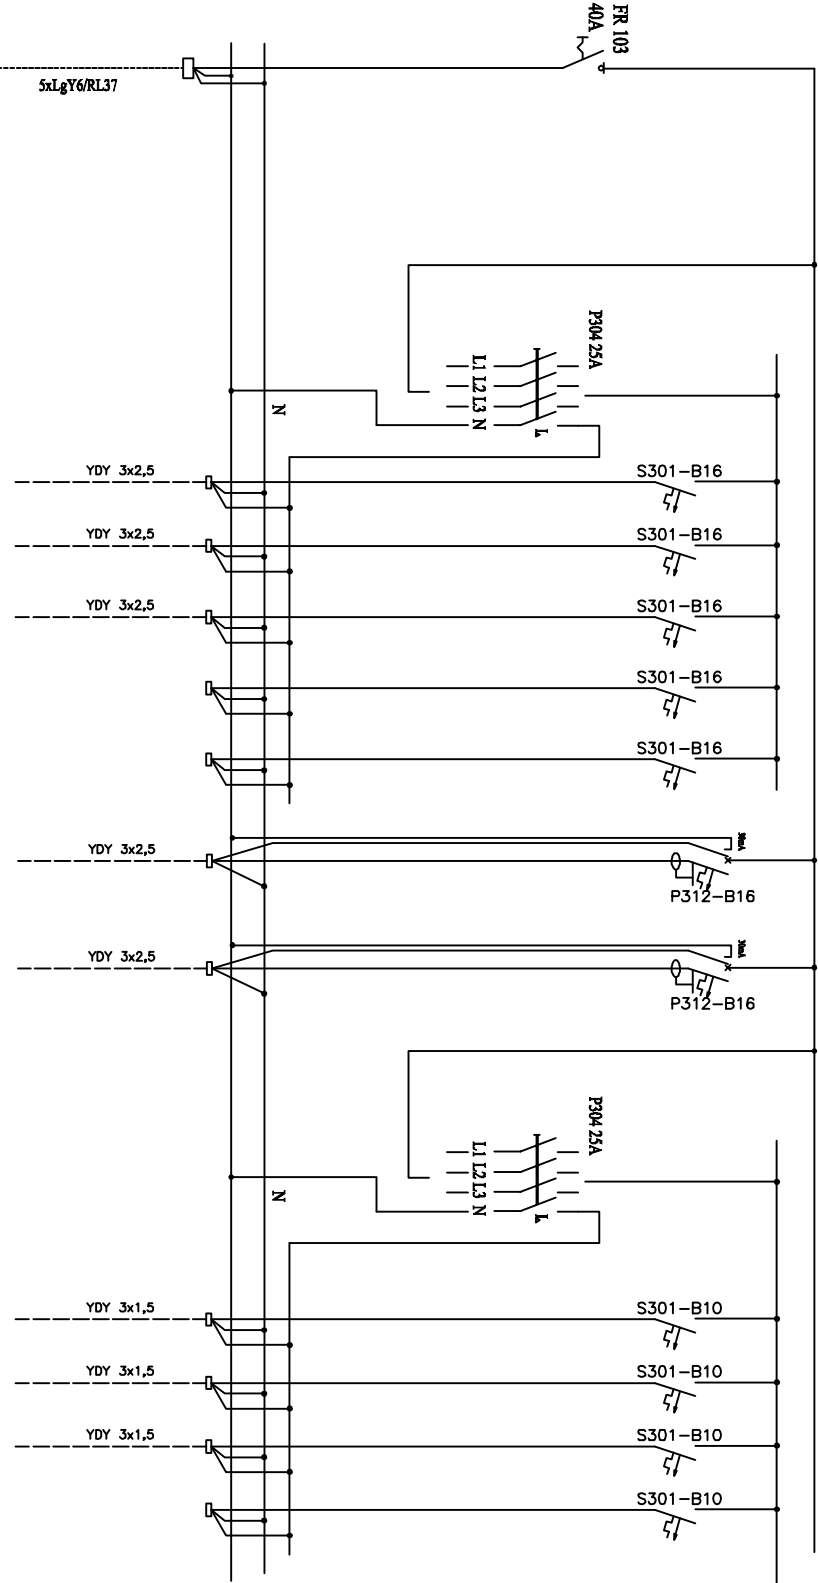 FR 103
40A
5xLgY6/RL37
P304 25A
L1 L2 L3 N
L
N
YDY 3x2,5
S301-B16
YDY 3x2,5
S301-B16
YDY 3x2,5
S301-B16
S301-B16
S301-B16
30mA
YDY 3x2,5
P312-B16
30mA
YDY 3x2,5
P312-B16
P304 25A
L1 L2 L3 N
L
N
YDY 3x1,5
S301-B10
YDY 3x1,5
S301-B10
YDY 3x1,5
S301-B10
S301-B10